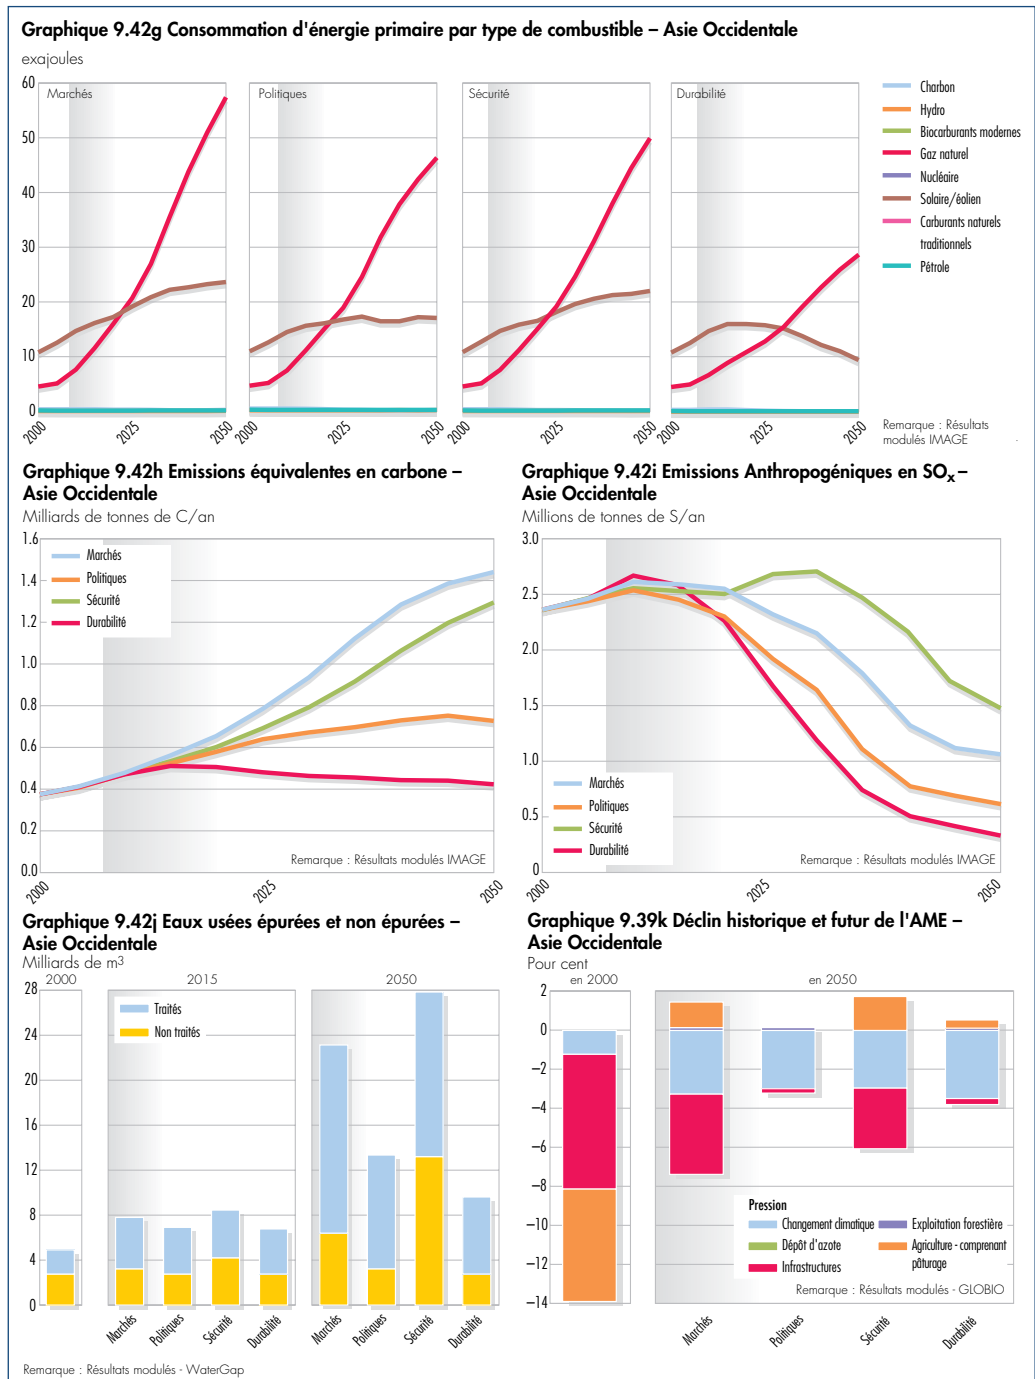 Graphique 9.42g Consommation d'énergie primaire par type de combustible – Asie Occidentale
exajoules
60
50
40
30
20
10
0
Marchés
Politiques
Sécurité
Durabilité
2000
2025
2050
2000
2025
2050
2000
2025
2050
2000
2025
2050
Charbon
Hydro
Biocarburants modernes
Gaz naturel
Nucléaire
Solaire/éolien
Carburants naturels
traditionnels
Pétrole
Remarque : Résultats
modulés IMAGE
Graphique 9.42h Emissions équivalentes en carbone –
Asie Occidentale
Milliards de tonnes de C/an
1.6
1.4
1.2
1.0
0.8
0.6
0.4
0.2
0.0
Marchés
Politiques
Sécurité
Durabilité
Remarque : Résultats modulés IMAGE
2000
2025
2050
Graphique 9.42i Emissions Anthropogéniques en SOx –
Asie Occidentale
Millions de tonnes de S/an
3.0
2.5
2.0
1.5
1.0
0.5
0
Marchés
Politiques
Sécurité
Durabilité
Remarque : Résultats modulés IMAGE
2000
2025
2050
Graphique 9.42j Eaux usées épurées et non épurées –
Asie Occidentale
Milliards de m3
2000
2015
2050
28
24
20
16
12
8
4
0
Traités
Non traités
Marchés
Politiques
Sécurité
Durabilité
Marchés
Politiques
Sécurité
Durabilité
Remarque : Résultats modulés - WaterGap
Graphique 9.39k Déclin historique et futur de l'AME –
Asie Occidentale
Pour cent
en 2000
en 2050
2
0
–2
–4
–6
–8
–10
–12
–14
Pression
Changement climatique
Exploitation forestière
Dépôt d'azote
Agriculture - comprenant
pâturage
Infrastructures
Remarque : Résultats modulés - GLOBIO
Marchés
Politiques
Sécurité
Durabilité